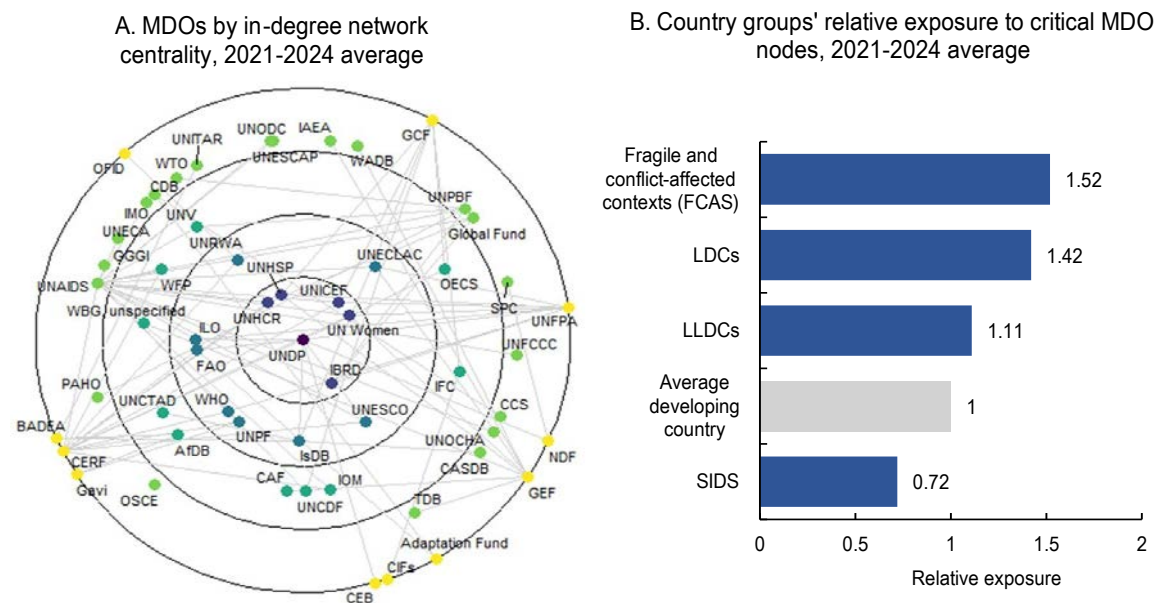 A. MDOs by in-degree network
centrality, 2021-2024 average
UNODC
IAEA
GCF
UNITAR
UNESCAP
WADB
OFID
WTO
CDB
UNPBF
IMO
UNV
Global Fund
UNECA
UNRWA
UNECLAC
GGGI
UNHSP
UNAIDS
WFP
UNICEF
OECS
SPC
WBG, unspecified
UNHCR
UNFPA
ILO
UN Women
UNFCCC
FAO
UNDP
IBRD
IFC
PAHO
UNCTAD
WHO
UNESCO
CCS
BADEA
UNPF
UNOCHA
AfDB
IsDB
NDF
CERF
CASDB
Gavi
OSCE
CAF
IOM
GEF
UNCDF
TDB
Adaptation Fund
CIFs
CEB
B. Country groups' relative exposure to critical MDO
nodes, 2021-2024 average
Fragile and
conflict-affected
contexts (FCAS)
1.52
LDCs
1.42
LLDCs
1.11
Average
developing
country
1
SIDS
0.72
0
0.5
1
1.5
2
Relative exposure